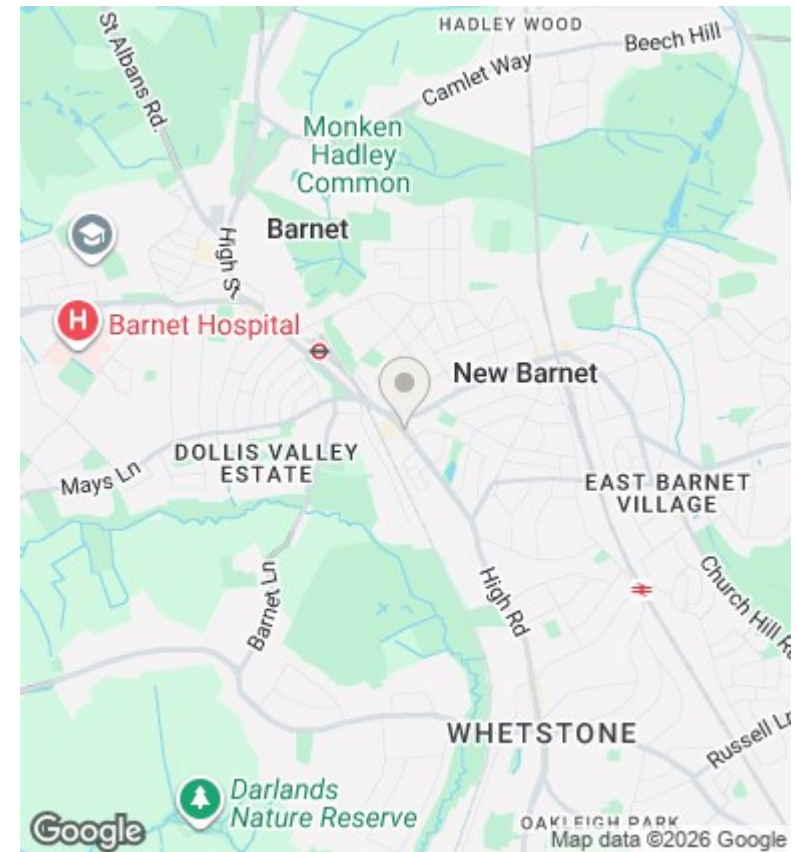 HADLEY WOOD
Beech Hill
St Albans Rd.
Camlet Way
Monken
Hadley
Common
Barnet
High St
H
Barnet Hospital
New Barnet
DOLLIS VALLEY
ESTATE
Mays Ln
EAST BARNET
VILLAGE
High Rd
Church Hill Ro
Barnet Ln
WHETSTONE
Russell Ln
Darlands
Nature Reserve
OAKLEIGH PARK
Google
Map data ©2026 Google